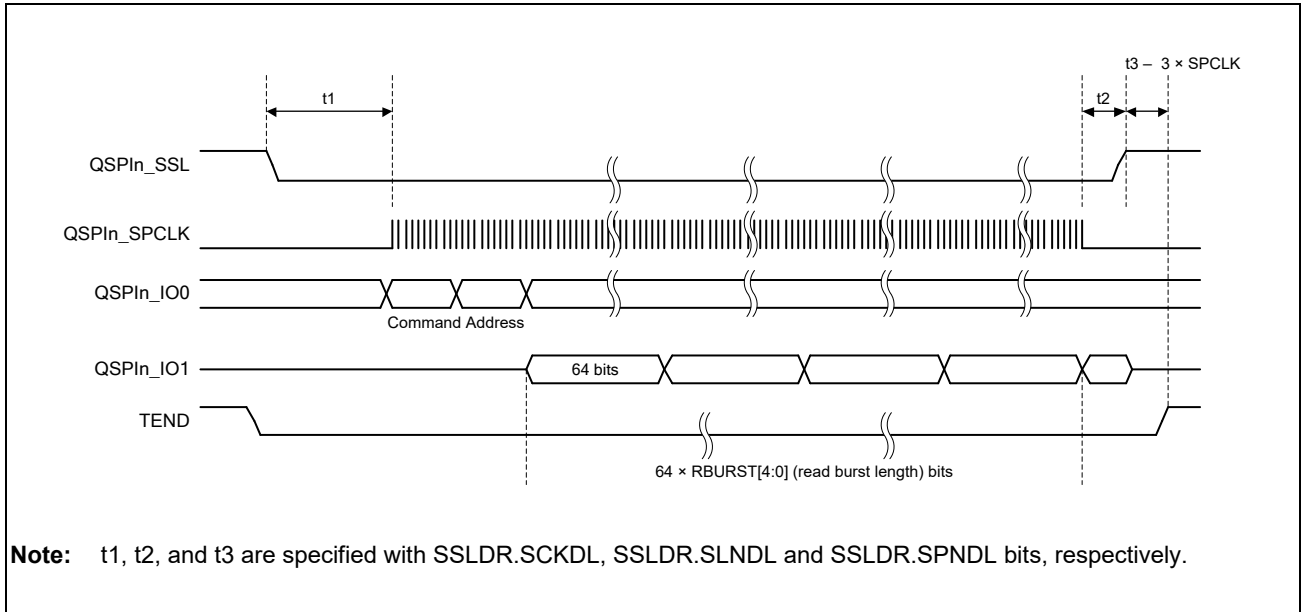 t3 – 3 × SPCLK
t1
t2
QSPIn_SSL
QSPIn_SPCLK
QSPIn_IO0
Command Address
QSPIn_IO1
64 bits
TEND
64 × RBURST[4:0] (read burst length) bits
Note: t1, t2, and t3 are specified with SSLDR.SCKDL, SSLDR.SLNDL and SSLDR.SPNDL bits, respectively.